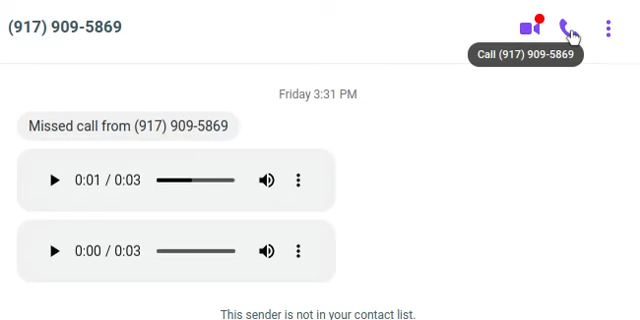 (917) 909-5869
Call (917) 909-5869
Friday 3:31 PM
Missed call from (917) 909-5869
0:01 / 0:03
0:00 / 0:03
This sender is not in your contact list.